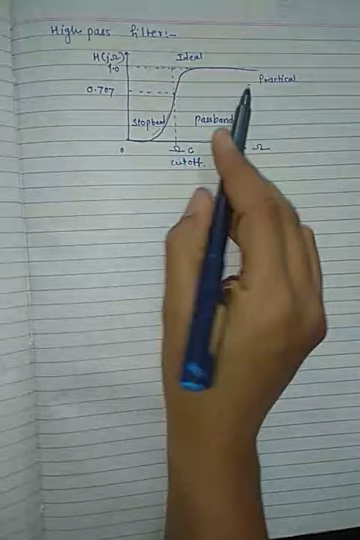 High pass filter:-
H(jΩ)
Ideal
1.0
Practical
0.707
Stopband
Passband
0
Ωc
Ω
cutoff.